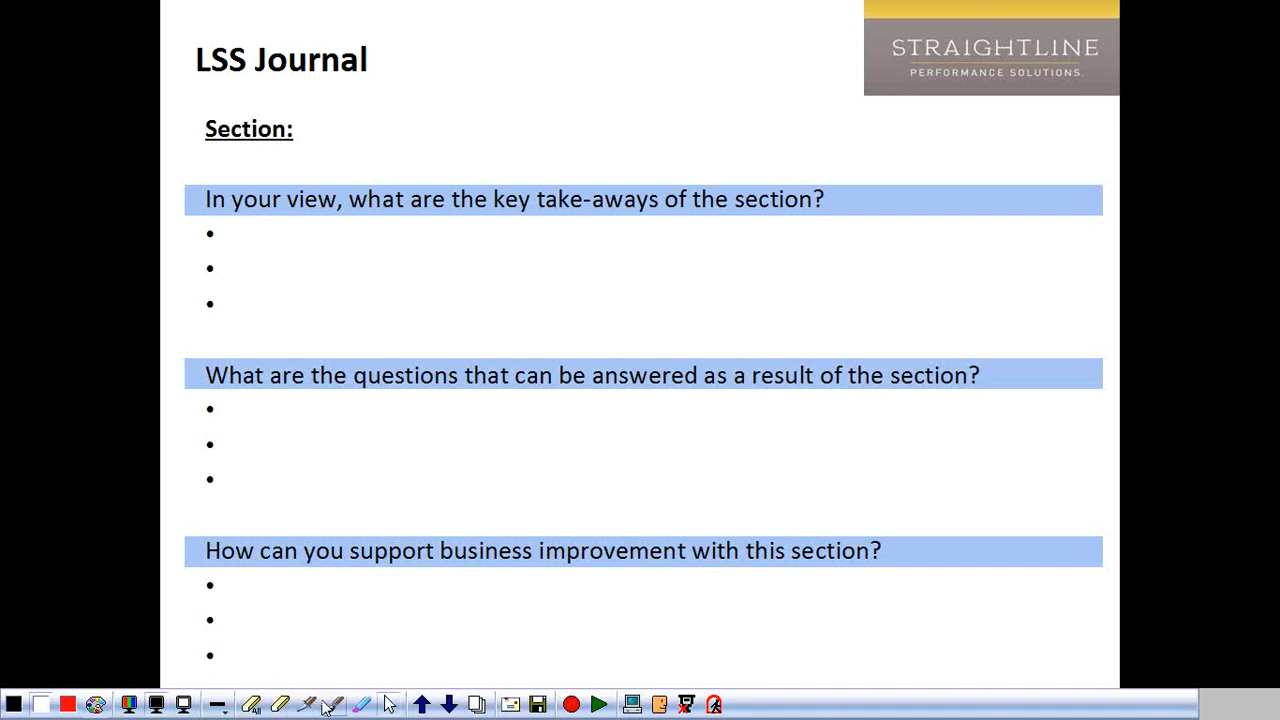 LSS Journal
STRAIGHTLINE
PERFORMANCE SOLUTIONS.
Section:
In your view, what are the key take-aways of the section?
•
•
•
What are the questions that can be answered as a result of the section?
•
•
•
How can you support business improvement with this section?
•
•
•